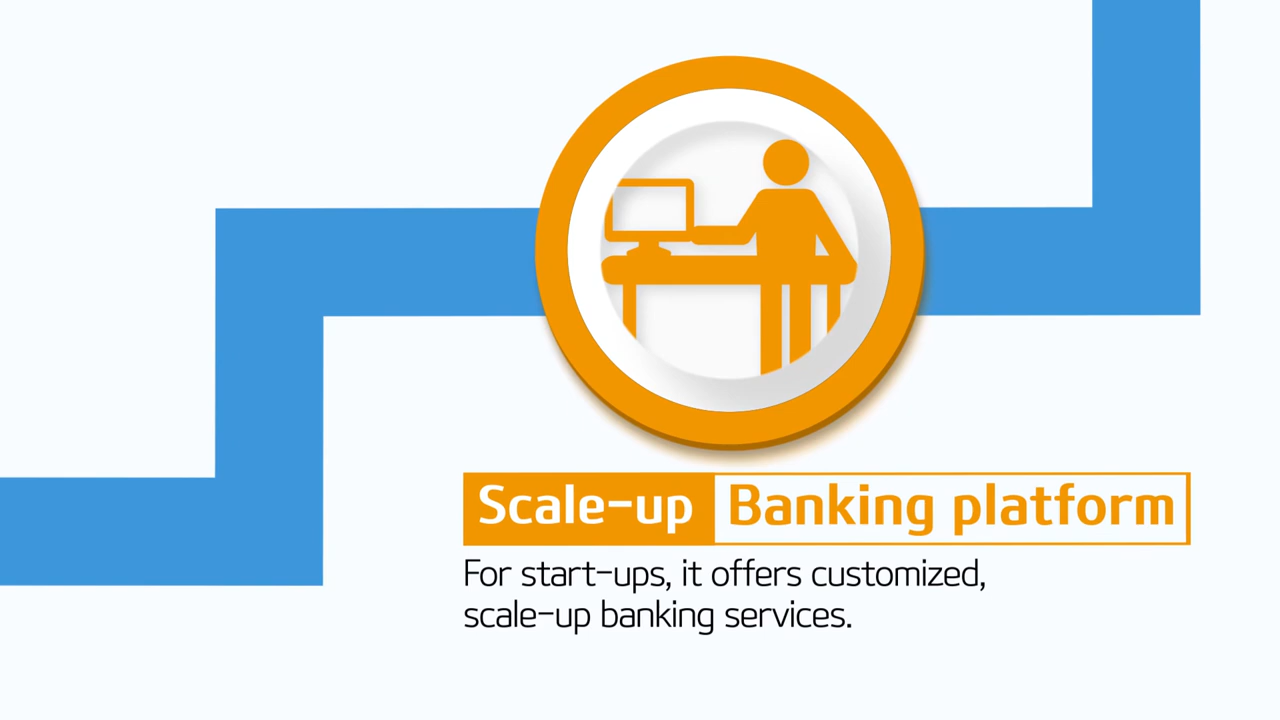 Scale-up Banking platform
For start-ups, it offers customized,
scale-up banking services.